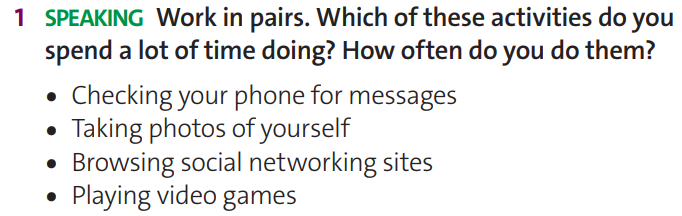 1 SPEAKING Work in pairs. Which of these activities do you
spend a lot of time doing? How often do you do them?
• Checking your phone for messages
• Taking photos of yourself
• Browsing social networking sites
• Playing video games